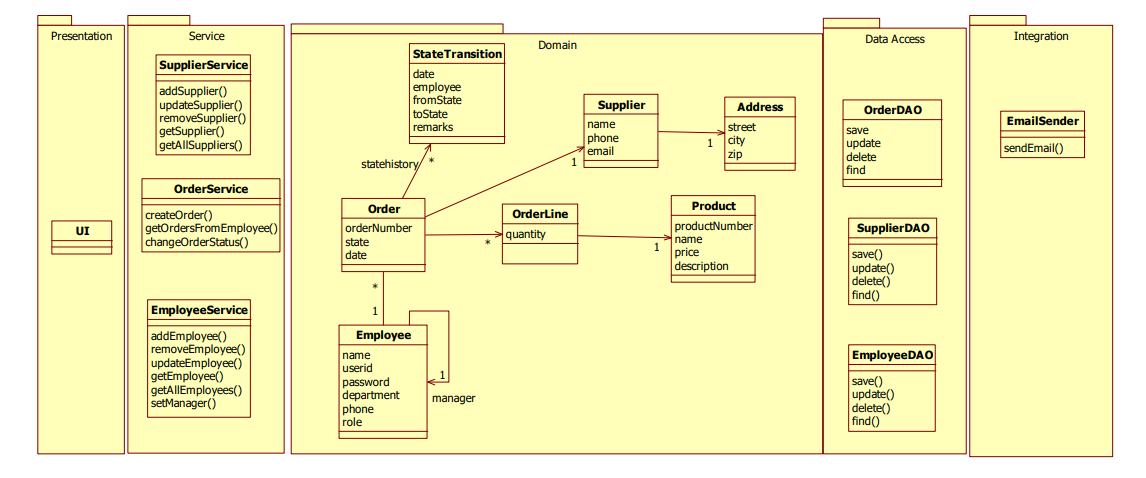 Presentation
UI
Service
SupplierService
addSupplier()
updateSupplier()
removeSupplier()
getSupplier()
getAllSuppliers()
OrderService
createOrder()
getOrdersFromEmployee()
changeOrderStatus()
EmployeeService
addEmployee()
removeEmployee()
updateEmployee()
getEmployee()
getAllEmployees()
setManager()
Domain
StateTransition
date
employee
fromState
toState
remarks
statehistory
*
Supplier
name
phone
email
1
Address
street
city
zip
1
Order
orderNumber
state
date
OrderLine
quantity
*
Product
productNumber
name
price
description
1
*
1
Employee
name
userid
password
department
phone
role
1
manager
Data Access
OrderDAO
save
update
delete
find
SupplierDAO
save()
update()
delete()
find()
EmployeeDAO
save()
update()
delete()
find()
Integration
EmailSender
sendEmail()